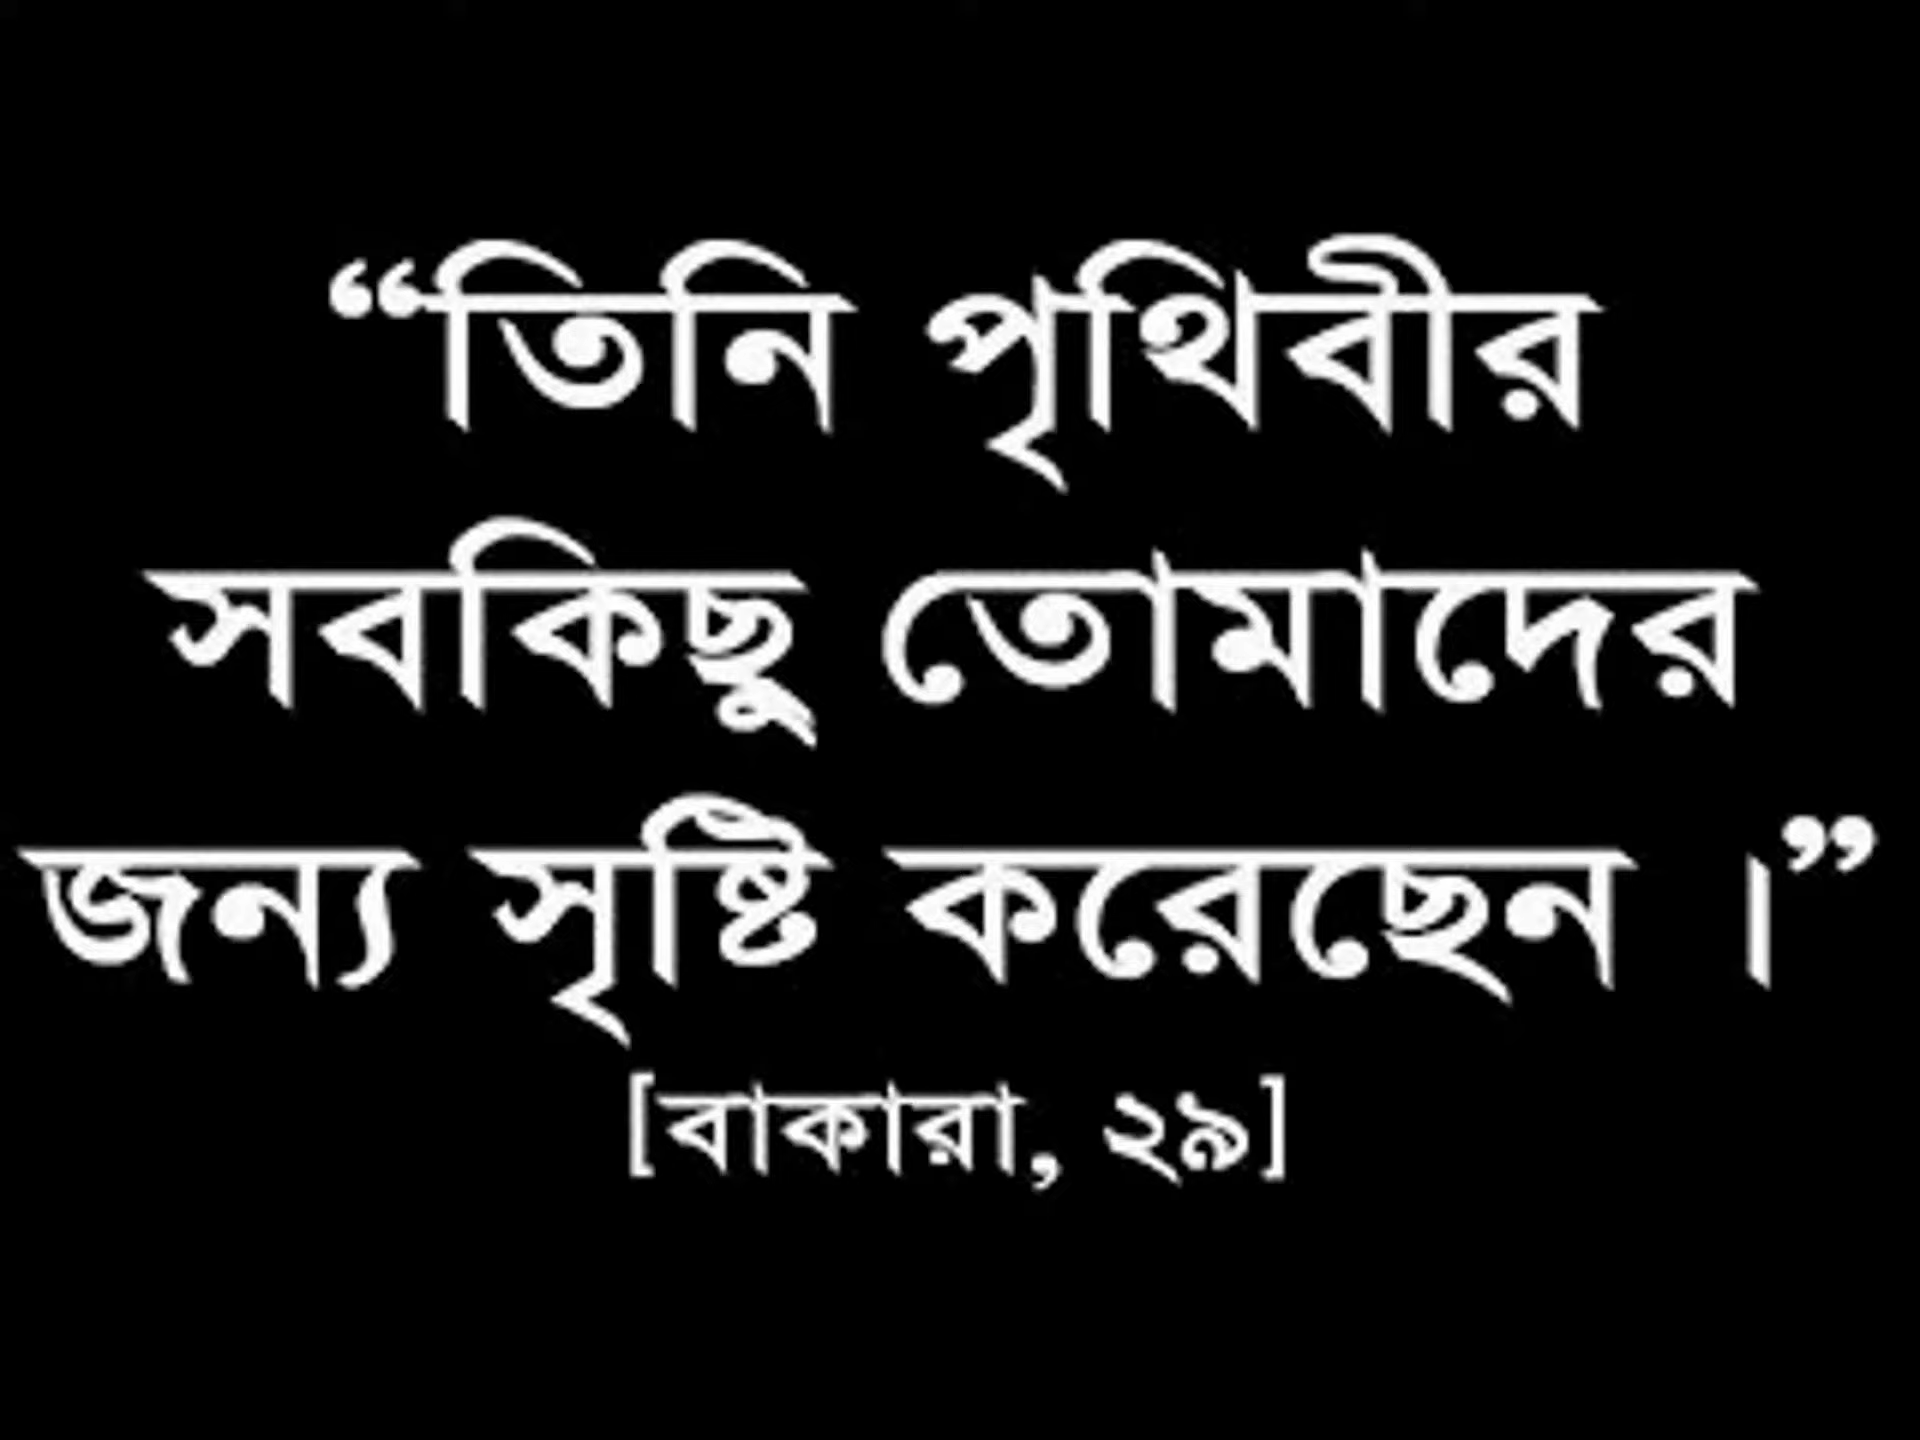 “তিনি পৃথিবীর
সবকিছু তোমাদের
জন্য সৃষ্টি করেছেন ।”
[বাকারা, ২৯]